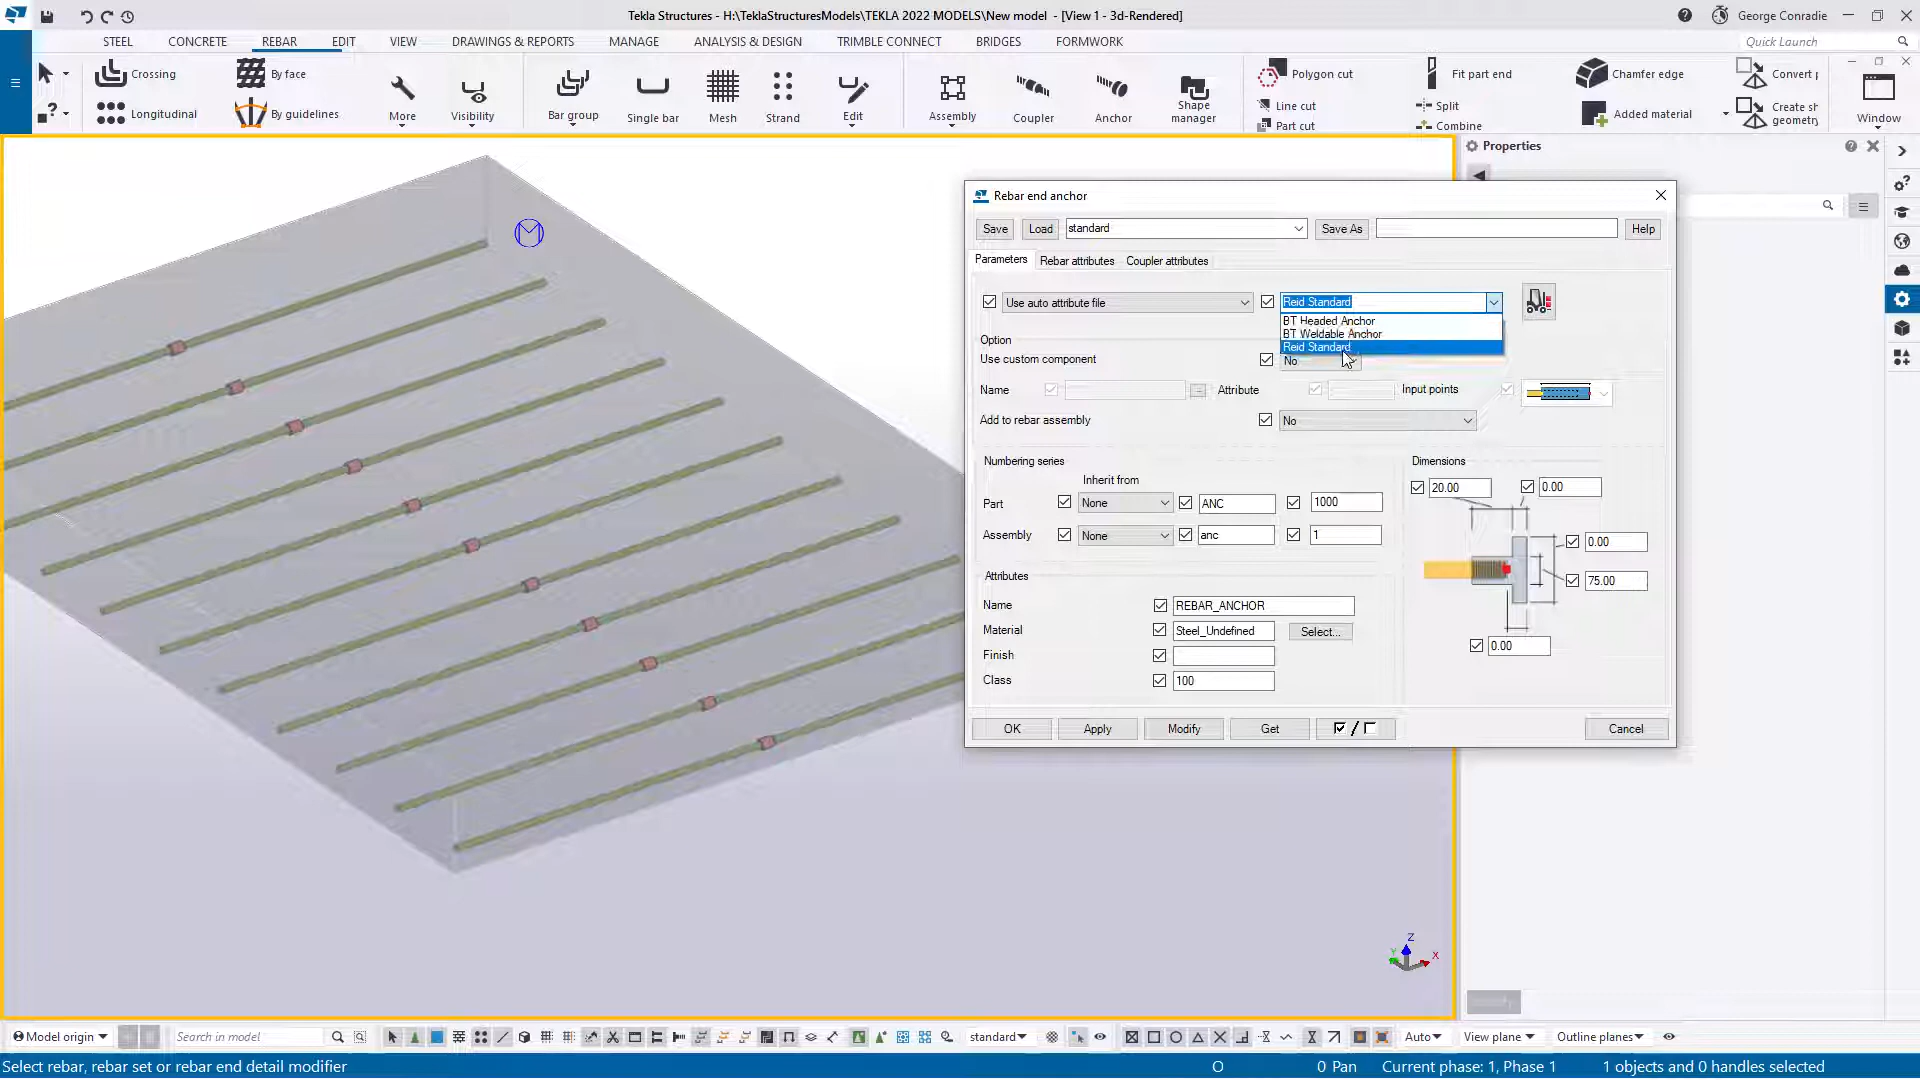 Tekla Structures - H:\TeklaStructuresModels\TEKLA 2022 MODELS\New model - [View 1 - 3d-Rendered]
George Conradie
STEEL CONCRETE REBAR EDIT VIEW DRAWINGS & REPORTS MANAGE ANALYSIS & DESIGN TRIMBLE CONNECT BRIDGES FORMWORK
Quick Launch
Crossing
Longitudinal
By face
By guidelines
More
Visibility
Bar group
Single bar
Mesh
Strand
Edit
Assembly
Coupler
Anchor
Shape
manager
Polygon cut
Line cut
Part cut
Fit part end
Split
Combine
Chamfer edge
Added material
Convert
Create sh
geometry
Window
Properties
Rebar end anchor
Save Load standard Save As Help
Parameters Rebar attributes Coupler attributes
Use auto attribute file Reid Standard
BT Headed Anchor
BT Weldable Anchor
Reid Standard
Option
Use custom component No
Name Attribute Input points
Add to rebar assembly No
Numbering series
Inherit from
Part None ANC 1000
Assembly None anc 1
Attributes
Name REBAR_ANCHOR
Material Steel_Undefined Select...
Finish
Class 100
Dimensions
20.00 0.00
0.00
75.00
0.00
OK Apply Modify Get / Cancel
Z
Y X
Model origin Search in model standard Auto View plane Outline planes
Select rebar, rebar set or rebar end detail modifier O 0 Pan Current phase: 1, Phase 1 1 objects and 0 handles selected